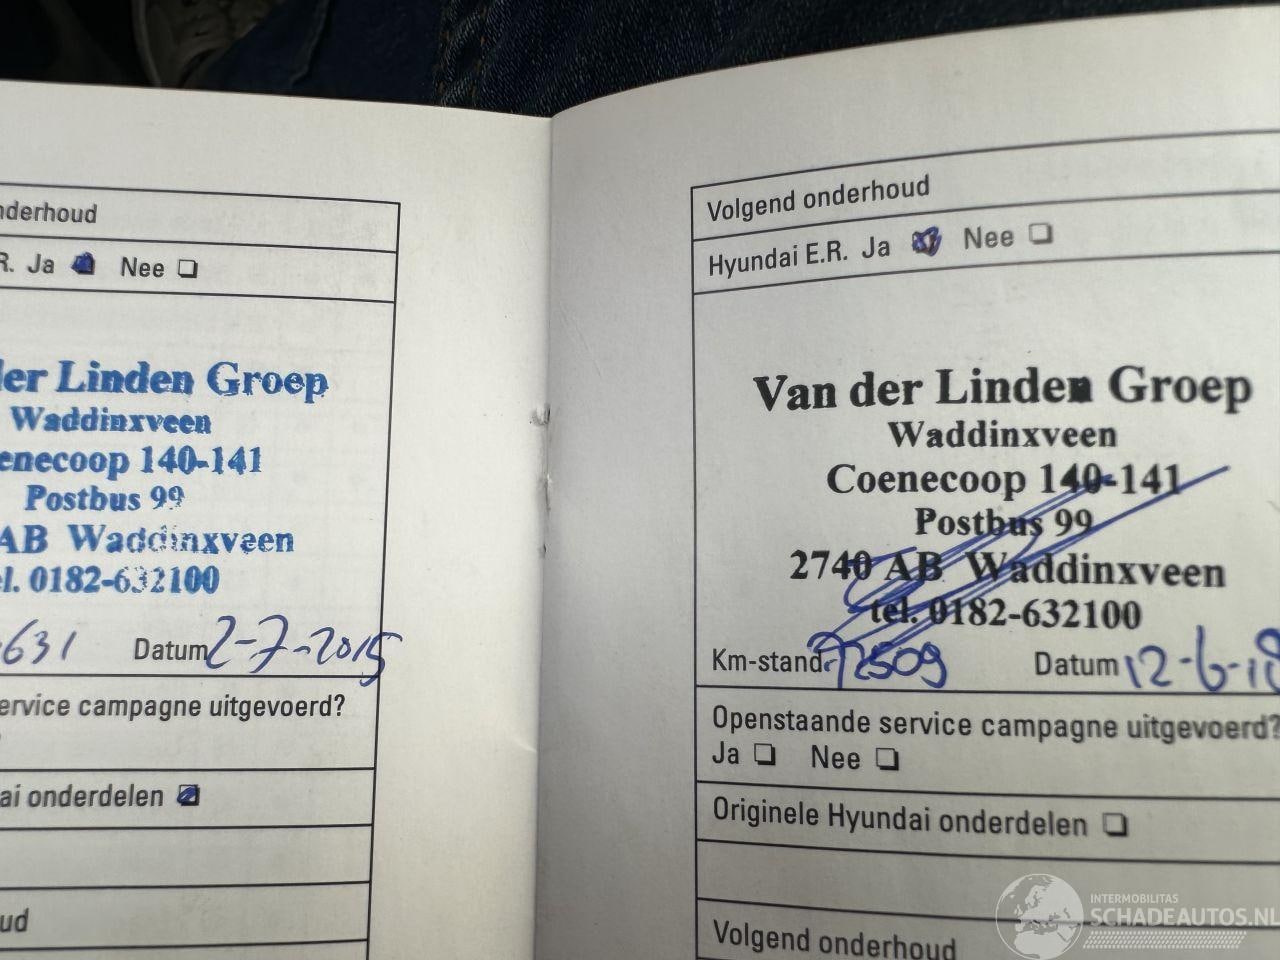 nderhoud
R. Ja Nee
der Linden Groep
Waddinxveen
enecoop 140-141
Postbus 99
AB Waddinxveen
el. 0182-632100
631 Datum 2-7-2015
ervice campagne uitgevoerd?
ai onderdelen
ud
Volgend onderhoud
Hyundai E.R. Ja Nee
Van der Linden Groep
Waddinxveen
Coenecoop 140-141
Postbus 99
2740 AB Waddinxveen
tel. 0182-632100
Km-stand 72509 Datum 12-6-18
Openstaande service campagne uitgevoerd?
Ja Nee
Originele Hyundai onderdelen
Volgend onderhoud
INTERMOBILITAS
SCHADEAUTOS.NL